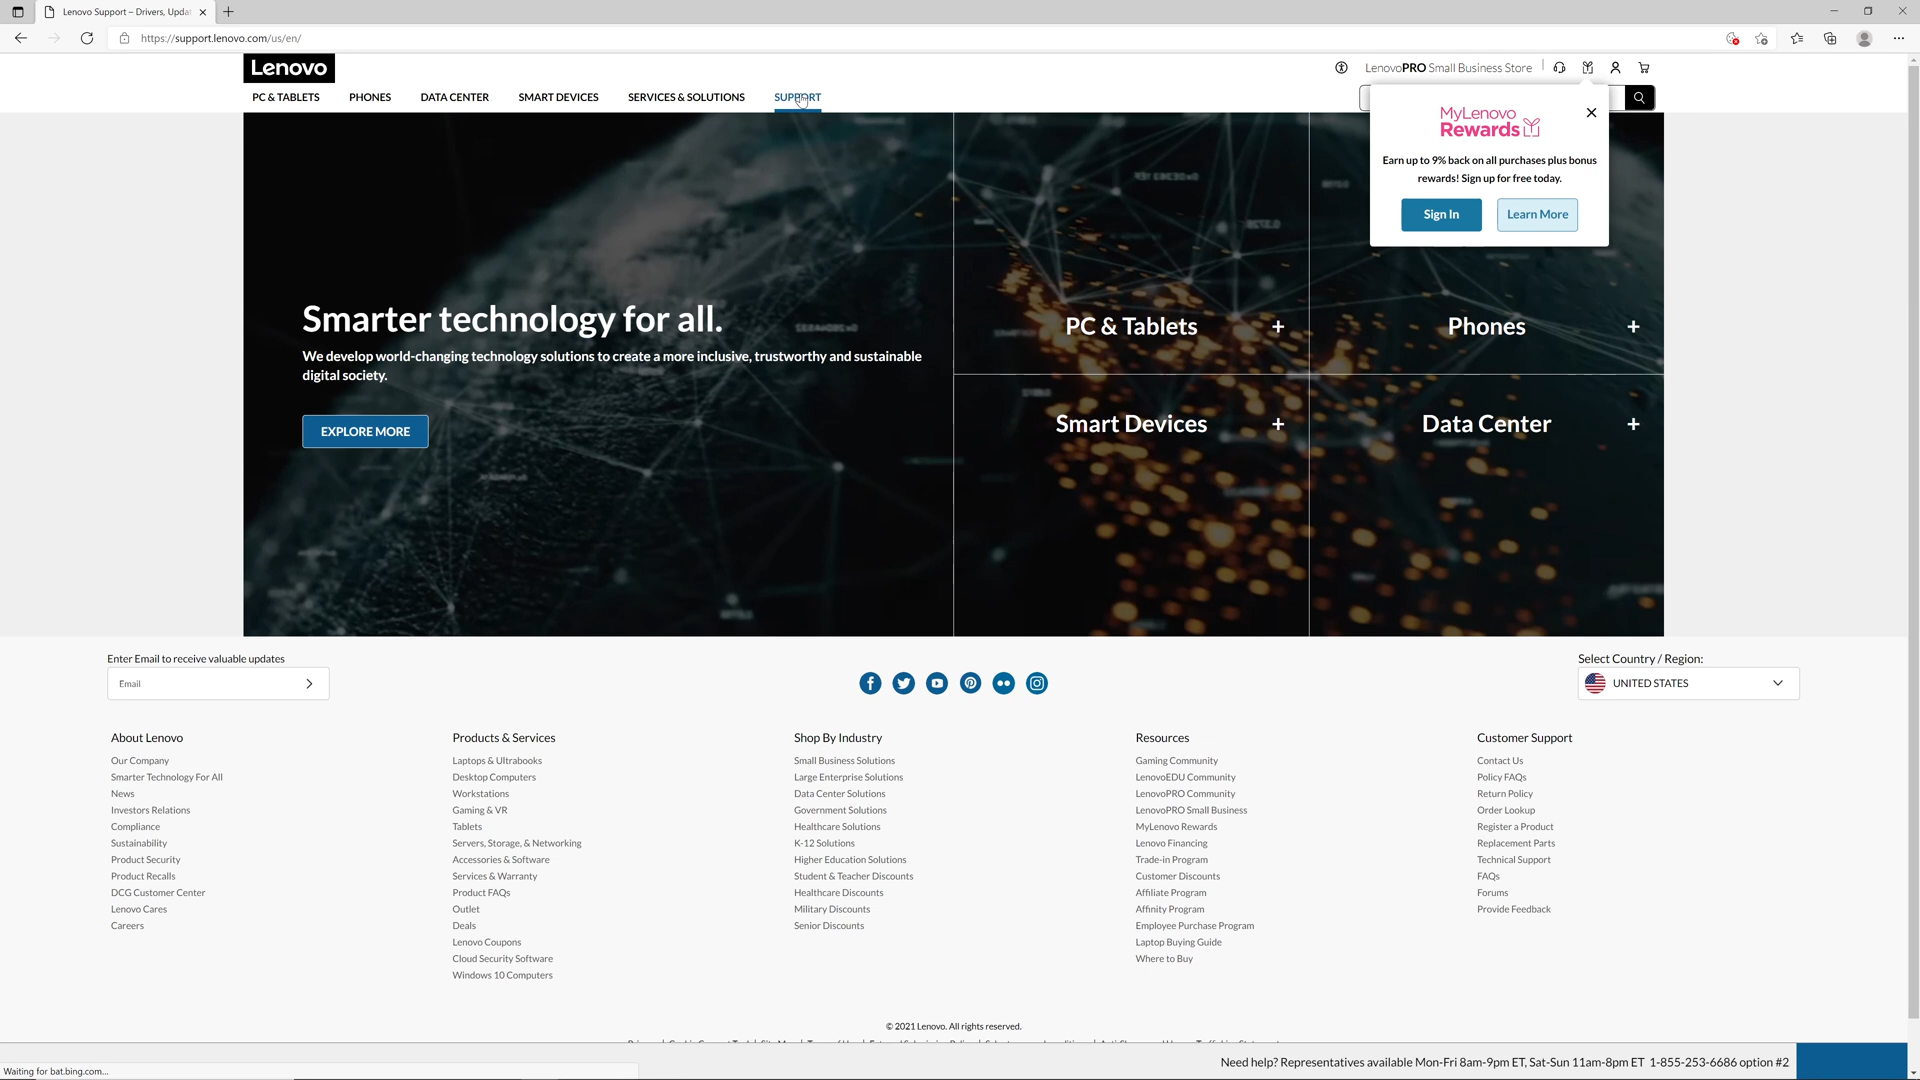 Lenovo Support – Drivers, Updat
https://support.lenovo.com/us/en/
Lenovo
LenovoPRO Small Business Store
PC & TABLETS PHONES DATA CENTER SMART DEVICES SERVICES & SOLUTIONS SUPPORT
MyLenovo
Rewards
Earn up to 9% back on all purchases plus bonus
rewards! Sign up for free today.
Sign In Learn More
Smarter technology for all.
We develop world-changing technology solutions to create a more inclusive, trustworthy and sustainable
digital society.
EXPLORE MORE
PC & Tablets +
Phones +
Smart Devices +
Data Center +
Enter Email to receive valuable updates
Email
Select Country / Region:
UNITED STATES
About Lenovo
Our Company
Smarter Technology For All
News
Investors Relations
Compliance
Sustainability
Product Security
Product Recalls
DCG Customer Center
Lenovo Cares
Careers
Products & Services
Laptops & Ultrabooks
Desktop Computers
Workstations
Gaming & VR
Tablets
Servers, Storage, & Networking
Accessories & Software
Services & Warranty
Product FAQs
Outlet
Deals
Lenovo Coupons
Cloud Security Software
Windows 10 Computers
Shop By Industry
Small Business Solutions
Large Enterprise Solutions
Data Center Solutions
Government Solutions
Healthcare Solutions
K-12 Solutions
Higher Education Solutions
Student & Teacher Discounts
Healthcare Discounts
Military Discounts
Senior Discounts
Resources
Gaming Community
LenovoEDU Community
LenovoPRO Community
LenovoPRO Small Business
MyLenovo Rewards
Lenovo Financing
Trade-in Program
Customer Discounts
Affiliate Program
Affinity Program
Employee Purchase Program
Laptop Buying Guide
Where to Buy
Customer Support
Contact Us
Policy FAQs
Return Policy
Order Lookup
Register a Product
Replacement Parts
Technical Support
FAQs
Forums
Provide Feedback
© 2021 Lenovo. All rights reserved.
Need help? Representatives available Mon-Fri 8am-9pm ET, Sat-Sun 11am-8pm ET 1-855-253-6686 option #2
Waiting for bat.bing.com...